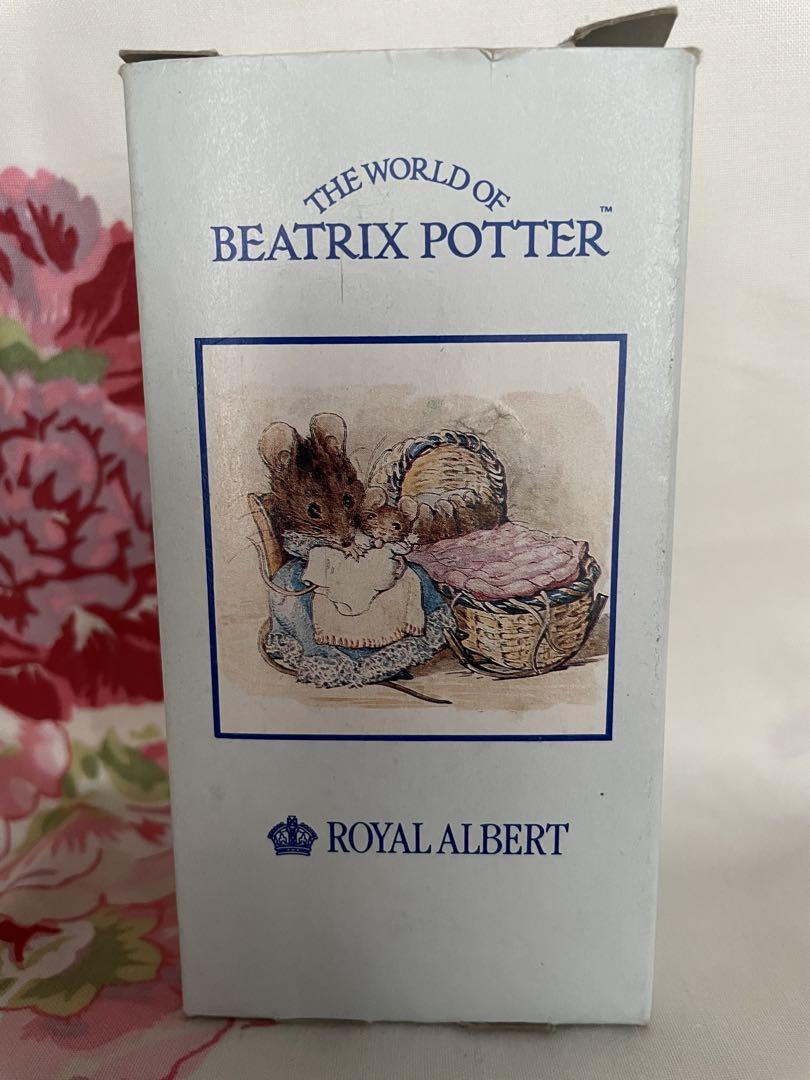 THE WORLD OF
BEATRIX POTTER™
ROYAL ALBERT